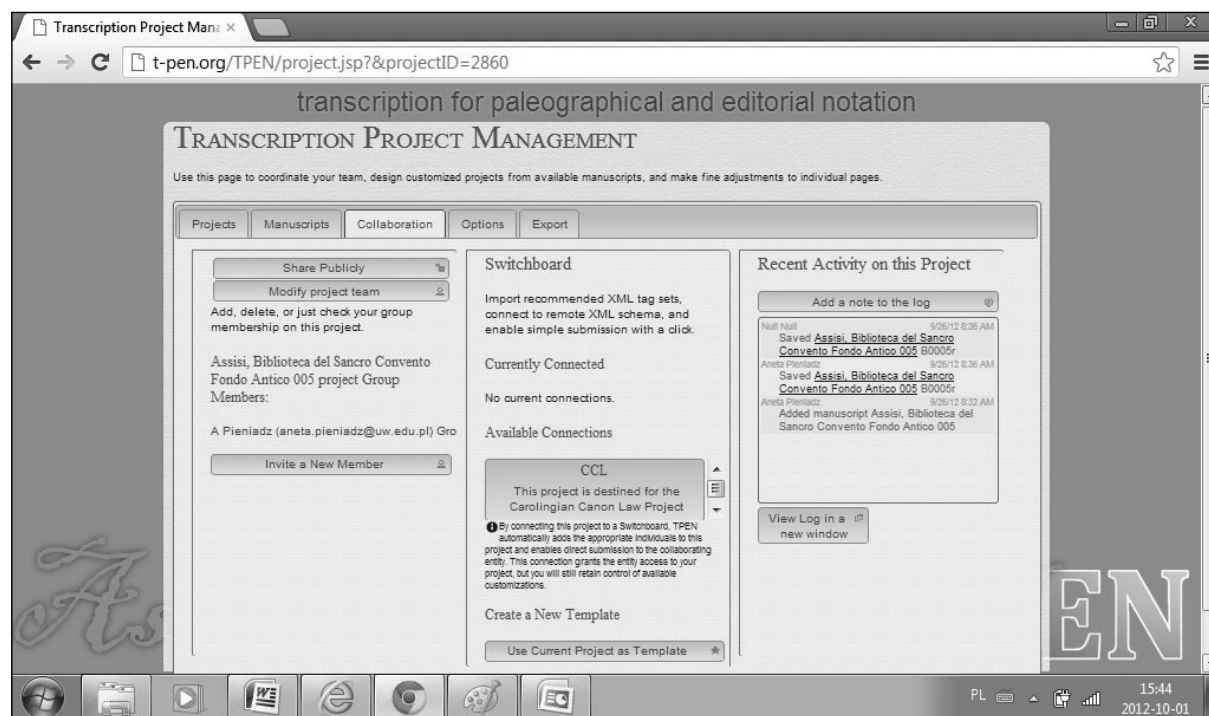 Transcription Project Mana
t-pen.org/TPEN/project.jsp?&projectID=2860
transcription for paleographical and editorial notation
TRANSCRIPTION PROJECT MANAGEMENT
Use this page to coordinate your team, design customized projects from available manuscripts, and make fine adjustments to individual pages.
Projects Manuscripts Collaboration Options Export
Share Publicly
Modify project team
Add, delete, or just check your group
membership on this project.
Assisi, Biblioteca del Sancro Convento
Fondo Antico 005 project Group
Members:
A Pieniadz (aneta.pieniadz@uw.edu.pl) Gro
Invite a New Member
Switchboard
Import recommended XML tag sets,
connect to remote XML schema, and
enable simple submission with a click.
Currently Connected
No current connections.
Available Connections
CCL
This project is destined for the
Carolingian Canon Law Project
By connecting this project to a Switchboard, TPEN
automatically adds the appropriate individuals to this
project and enables direct submission to the collaborating
entity. This connection grants the entity access to your
project, but you will still retain control of available
customizations.
Create a New Template
Use Current Project as Template
Recent Activity on this Project
Add a note to the log
Null Null 9/26/12 8:36 AM
Saved Assisi, Biblioteca del Sancro
Convento Fondo Antico 005 B0005r
Aneta Pieniadz 9/26/12 8:36 AM
Saved Assisi, Biblioteca del Sancro
Convento Fondo Antico 005 B0005r
Aneta Pieniadz 9/26/12 8:32 AM
Added manuscript Assisi, Biblioteca del
Sancro Convento Fondo Antico 005
View Log in a
new window
EN
PL
15:44
2012-10-01